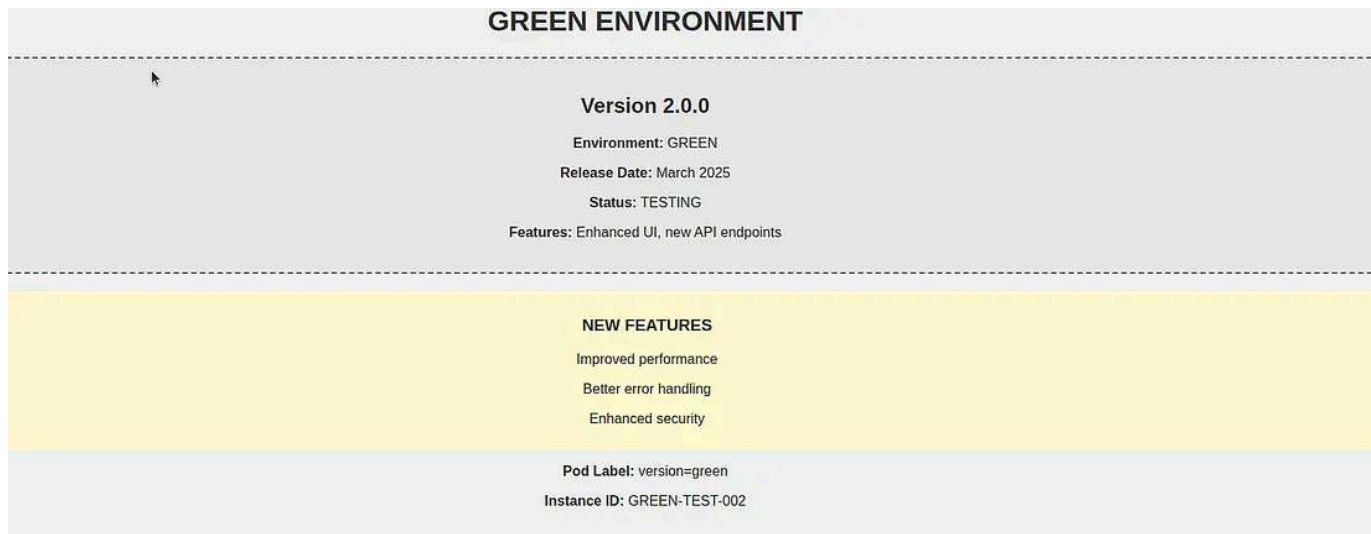 GREEN ENVIRONMENT
Version 2.0.0
Environment: GREEN
Release Date: March 2025
Status: TESTING
Features: Enhanced UI, new API endpoints
NEW FEATURES
Improved performance
Better error handling
Enhanced security
Pod Label: version=green
Instance ID: GREEN-TEST-002